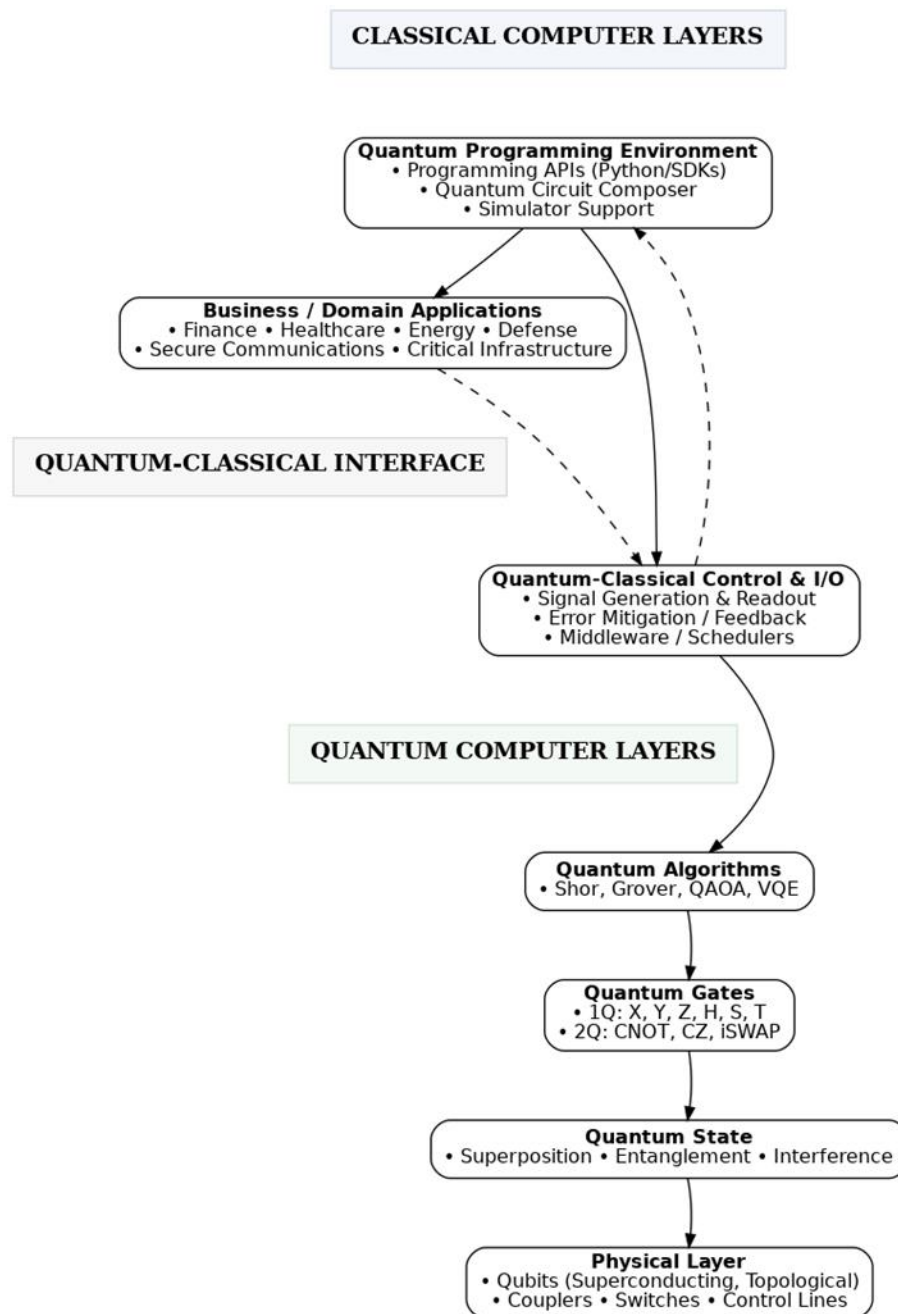 CLASSICAL COMPUTER LAYERS
Quantum Programming Environment
• Programming APIs (Python/SDKs)
• Quantum Circuit Composer
• Simulator Support
Business / Domain Applications
• Finance • Healthcare • Energy • Defense
• Secure Communications • Critical Infrastructure
QUANTUM-CLASSICAL INTERFACE
Quantum-Classical Control & I/O
• Signal Generation & Readout
• Error Mitigation / Feedback
• Middleware / Schedulers
QUANTUM COMPUTER LAYERS
Quantum Algorithms
• Shor, Grover, QAOA, VQE
Quantum Gates
• 1Q: X, Y, Z, H, S, T
• 2Q: CNOT, CZ, iSWAP
Quantum State
• Superposition • Entanglement • Interference
Physical Layer
• Qubits (Superconducting, Topological)
• Couplers • Switches • Control Lines